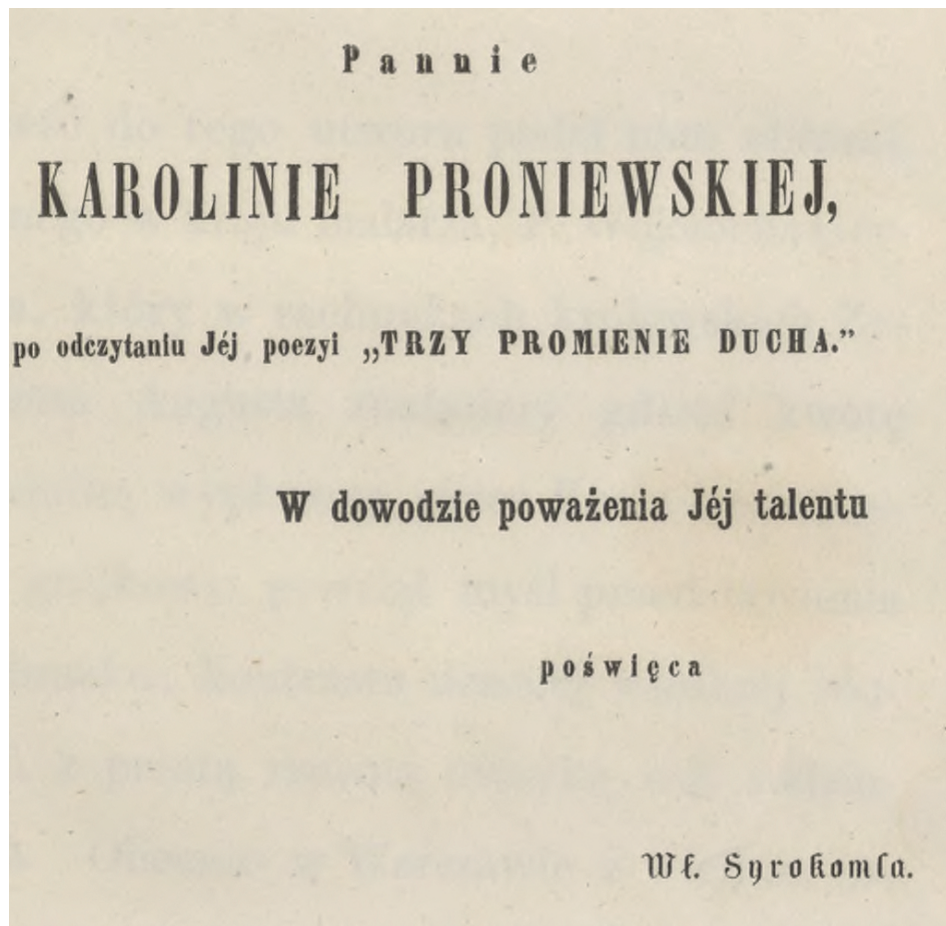 Pannie
KAROLINIE PRONIEWSKIEJ,
po odczytaniu Jéj poezyi „TRZY PROMIENIE DUCHA.”
W dowodzie poważenia Jéj talentu
poświęca
Wł. Syrokomla.